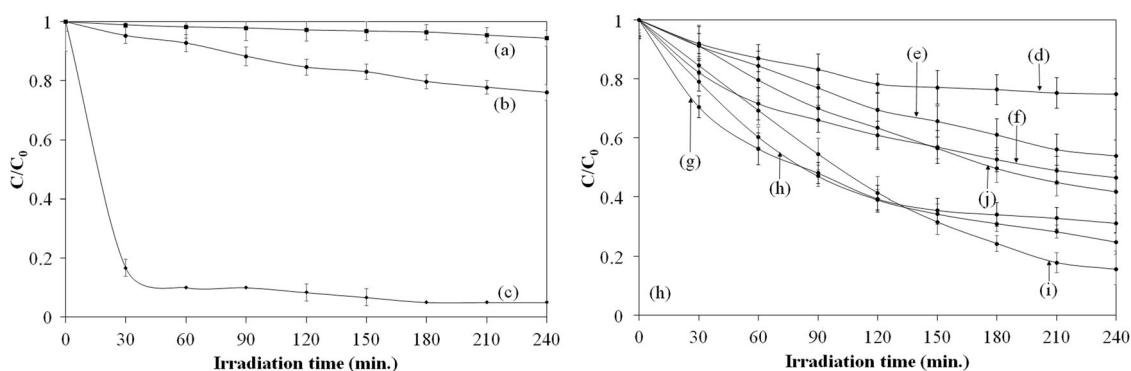 1
0.8
0.6
0.4
0.2
0
C/C0
(a)
(b)
(c)
0 30 60 90 120 150 180 210 240
Irradiation time (min.)
1
0.8
0.6
0.4
0.2
0
C/C0
(d)
(e)
(f)
(g)
(h)
(j)
(i)
(h)
0 30 60 90 120 150 180 210 240
Irradiation time (min.)